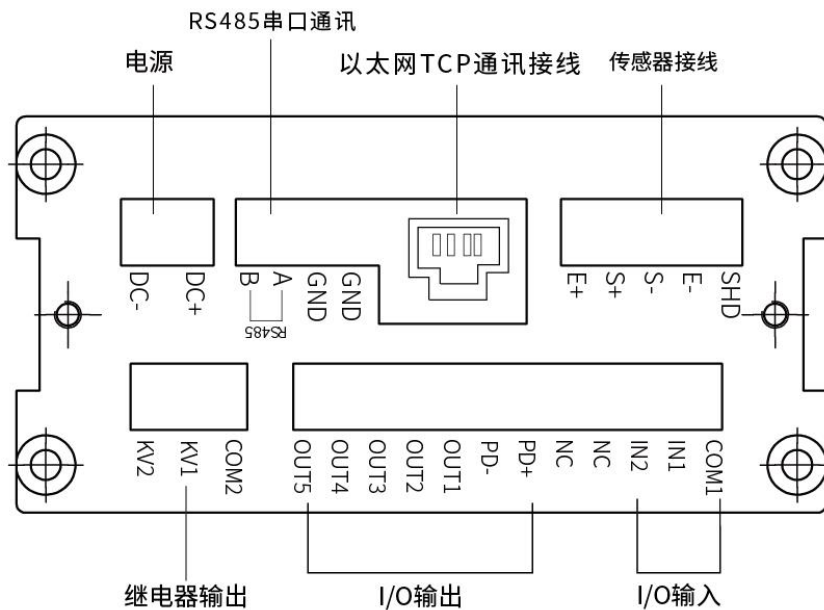 RS485串口通讯
电源
以太网TCP通讯接线
传感器接线
DC-
DC+
B
A
GND
GND
RS485
E+
S+
S-
E-
SHD
KV2
KV1
COM2
OUT5
OUT4
OUT3
OUT2
OUT1
PD-
PD+
NC
NC
IN2
IN1
COM1
继电器输出
I/O输出
I/O输入